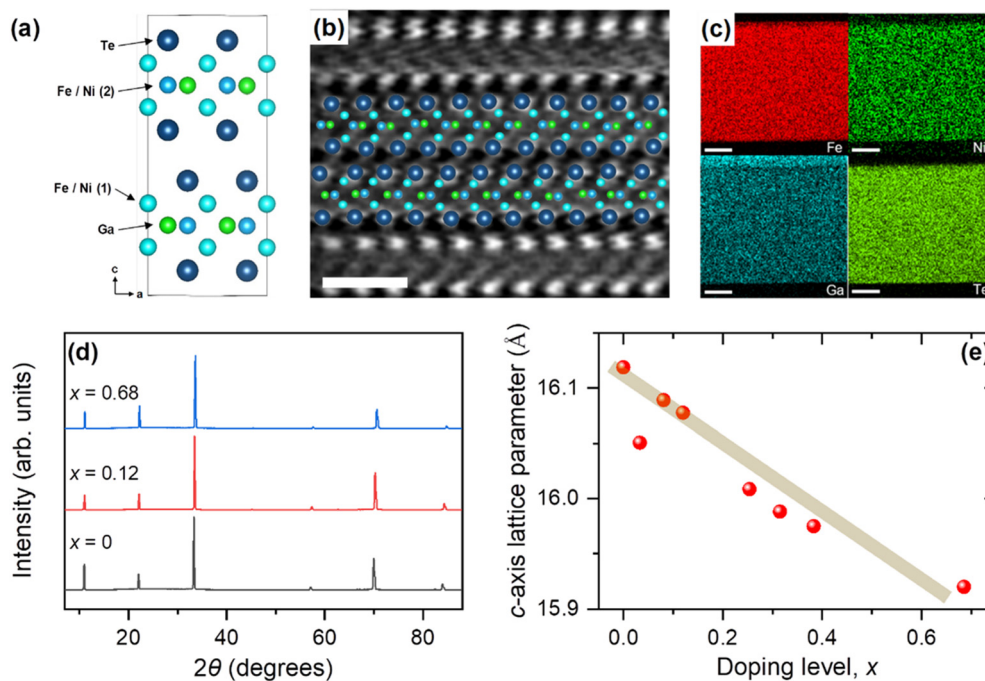 (a)
Te
Fe / Ni (2)
Fe / Ni (1)
Ga
c
a
(b)
(c)
Fe
Ni
Ga
Te
(d)
x = 0.68
x = 0.12
x = 0
Intensity (arb. units)
20
40
60
80
2θ (degrees)
(e)
c-axis lattice parameter (Å)
16.1
16.0
15.9
0.0
0.2
0.4
0.6
Doping level, x